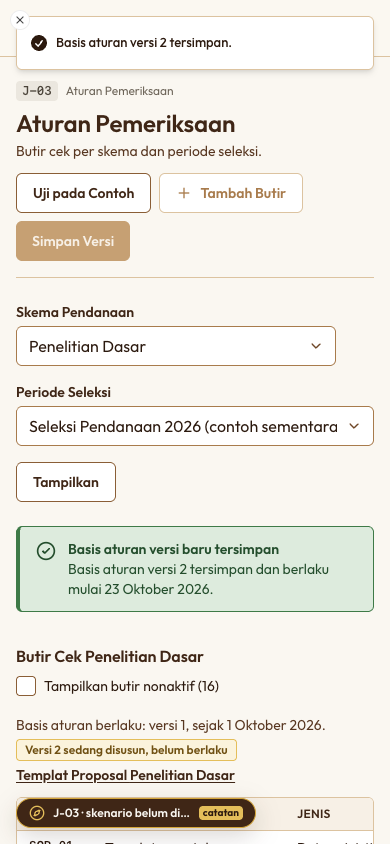 Basis aturan versi 2 tersimpan.
J-03 Aturan Pemeriksaan
Aturan Pemeriksaan
Butir cek per skema dan periode seleksi.
Uji pada Contoh
+ Tambah Butir
Simpan Versi
Skema Pendanaan
Penelitian Dasar
Periode Seleksi
Seleksi Pendanaan 2026 (contoh sementara
Tampilkan
Basis aturan versi baru tersimpan
Basis aturan versi 2 tersimpan dan berlaku
mulai 23 Oktober 2026.
Butir Cek Penelitian Dasar
Tampilkan butir nonaktif (16)
Basis aturan berlaku: versi 1, sejak 1 Oktober 2026.
Versi 2 sedang disusun, belum berlaku
Templat Proposal Penelitian Dasar
J-03 · skenario belum di... catatan
JENIS